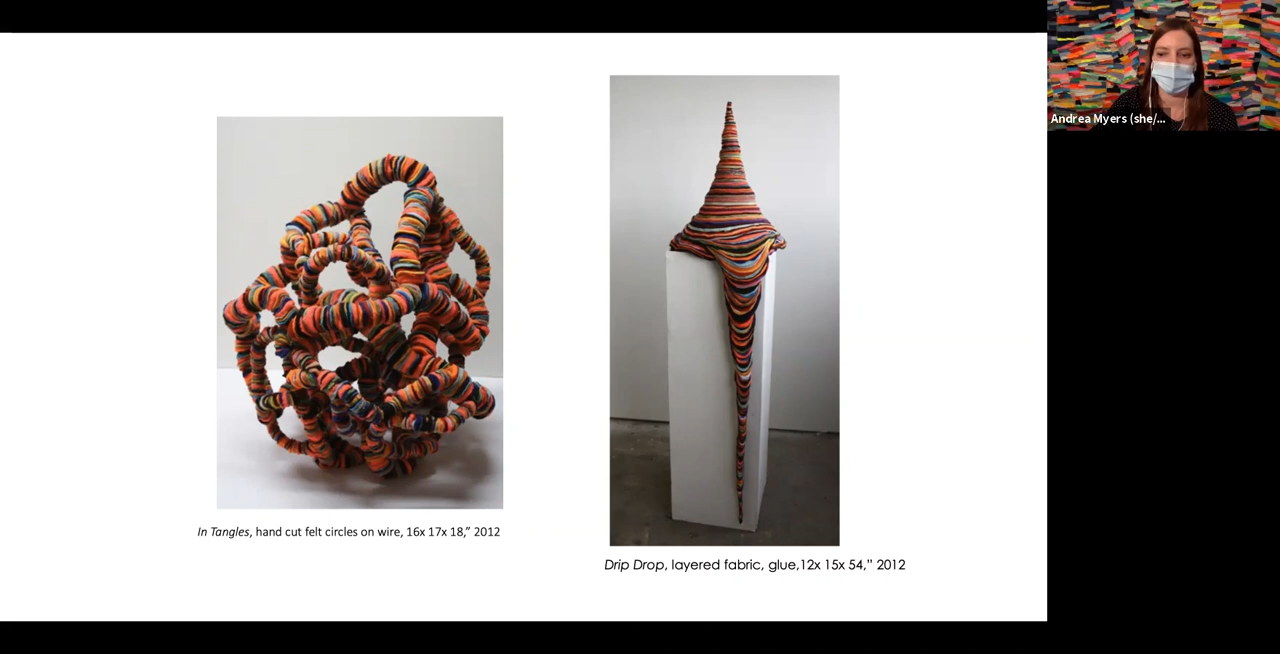 Andrea Myers (she/...
In Tangles, hand cut felt circles on wire, 16x 17x 18,” 2012
Drip Drop, layered fabric, glue,12x 15x 54," 2012